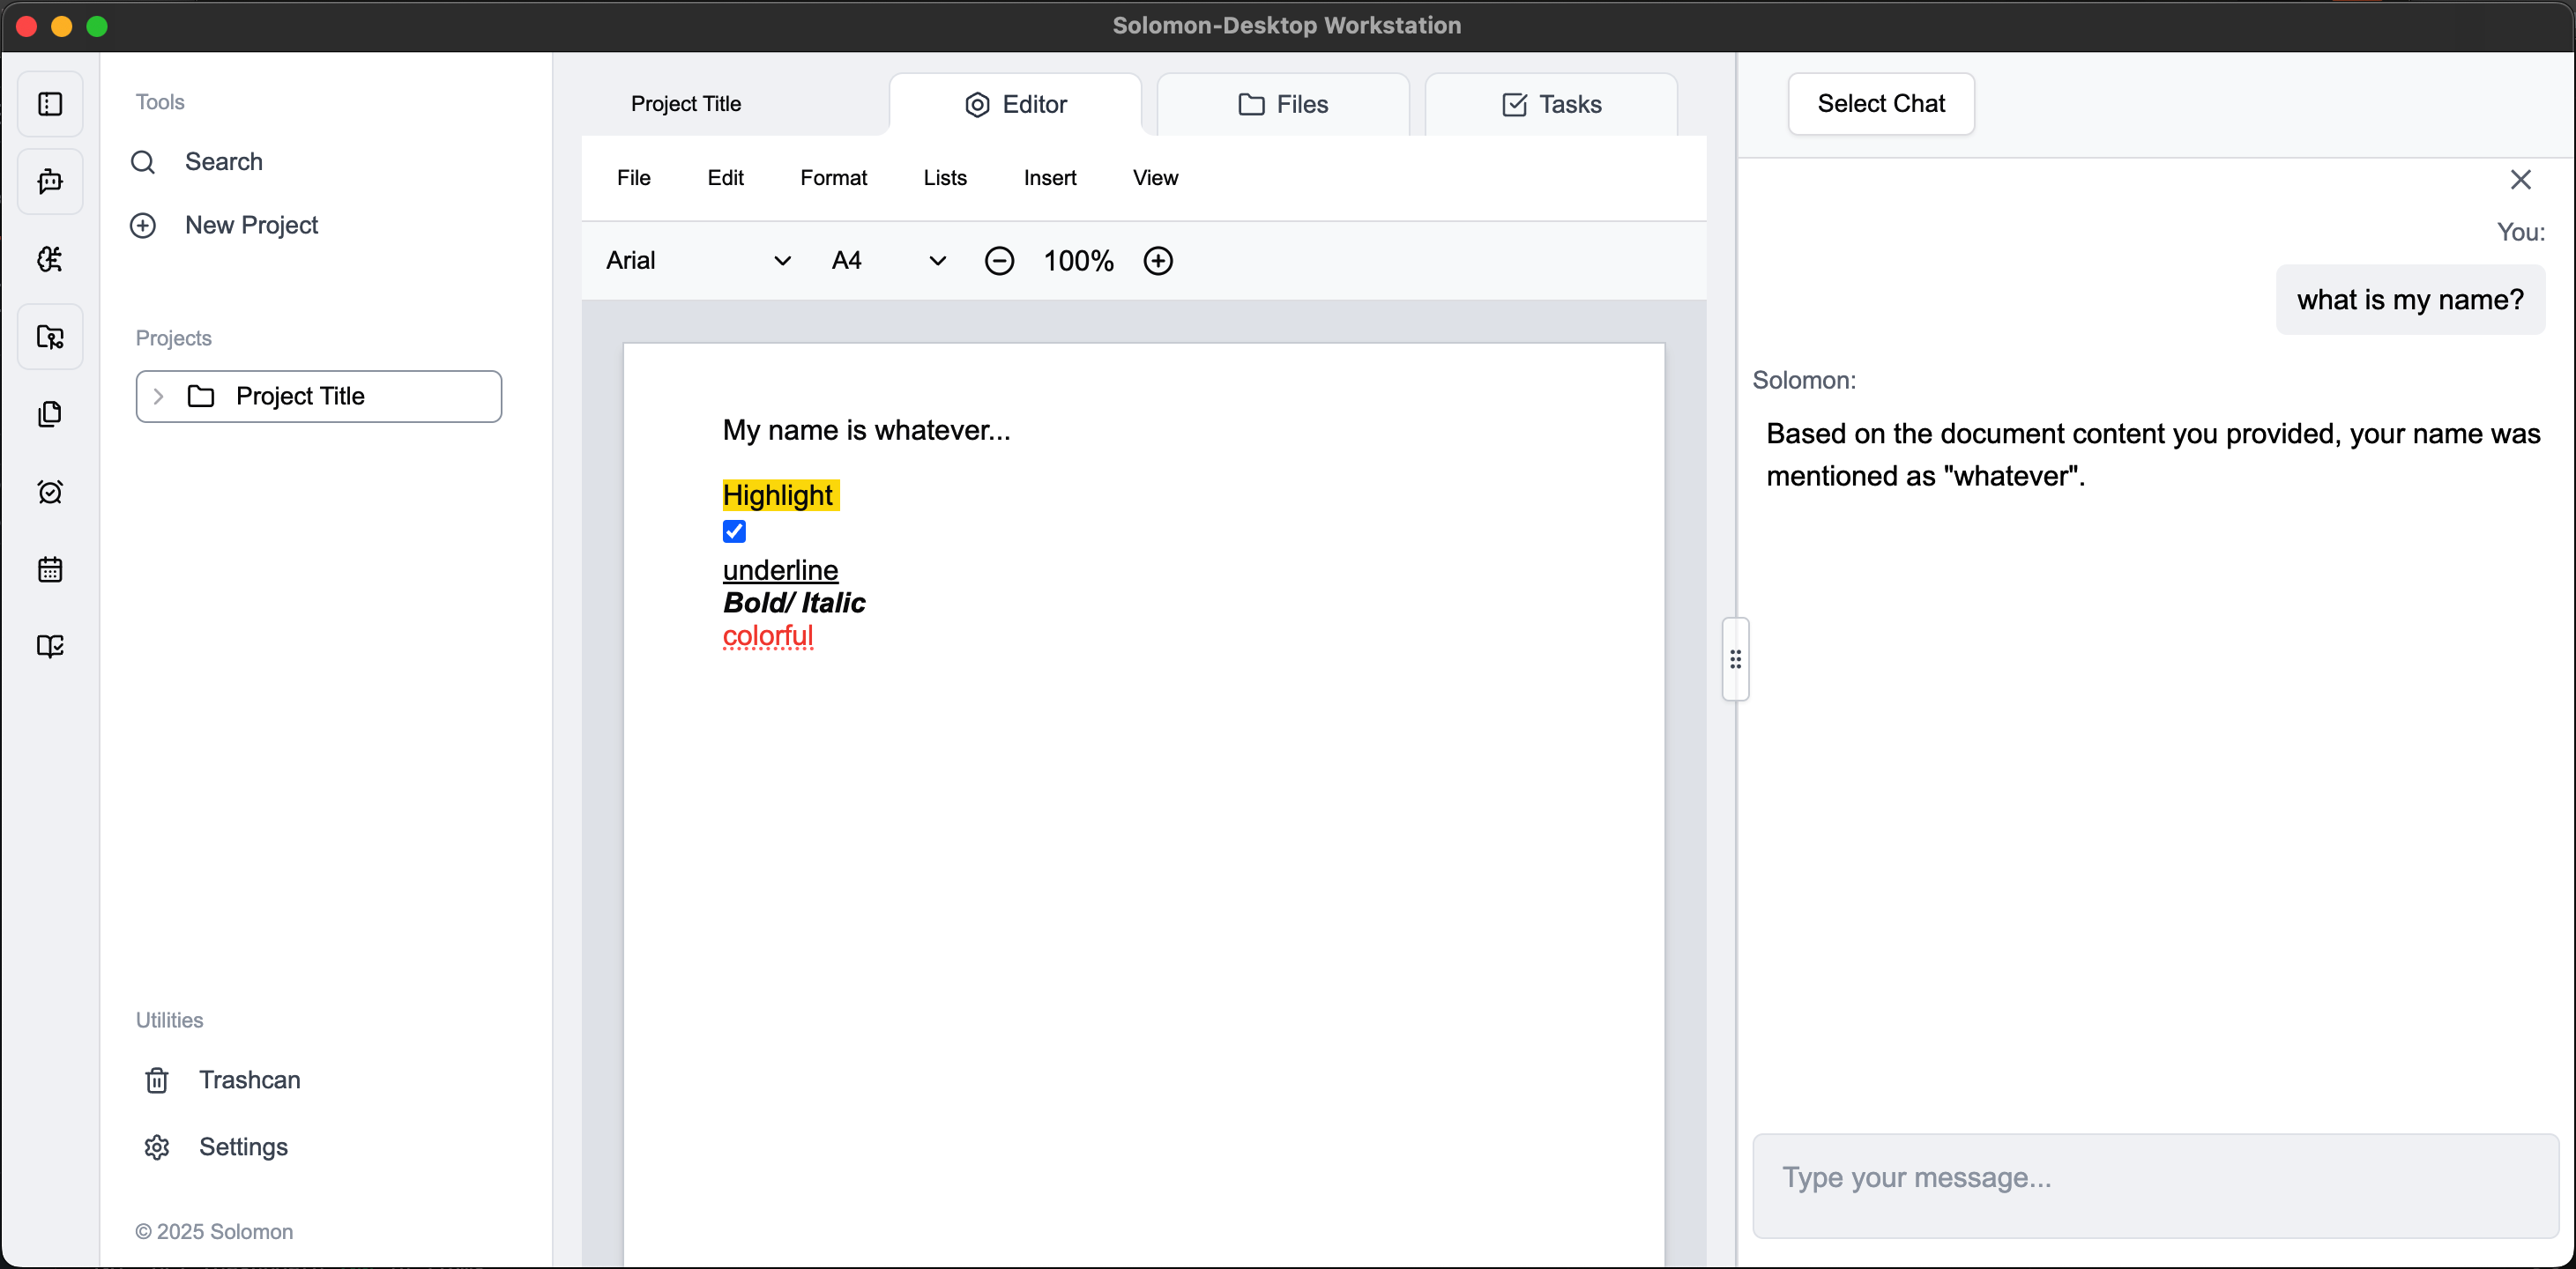 Solomon-Desktop Workstation
Tools
Search
New Project
Projects
Project Title
Utilities
Trashcan
Settings
© 2025 Solomon
Project Title
Editor
Files
Tasks
File Edit Format Lists Insert View
Arial A4 100%
My name is whatever...
Highlight
underline
Bold/ Italic
colorful
Select Chat
You:
what is my name?
Solomon:
Based on the document content you provided, your name was
mentioned as "whatever".
Type your message...